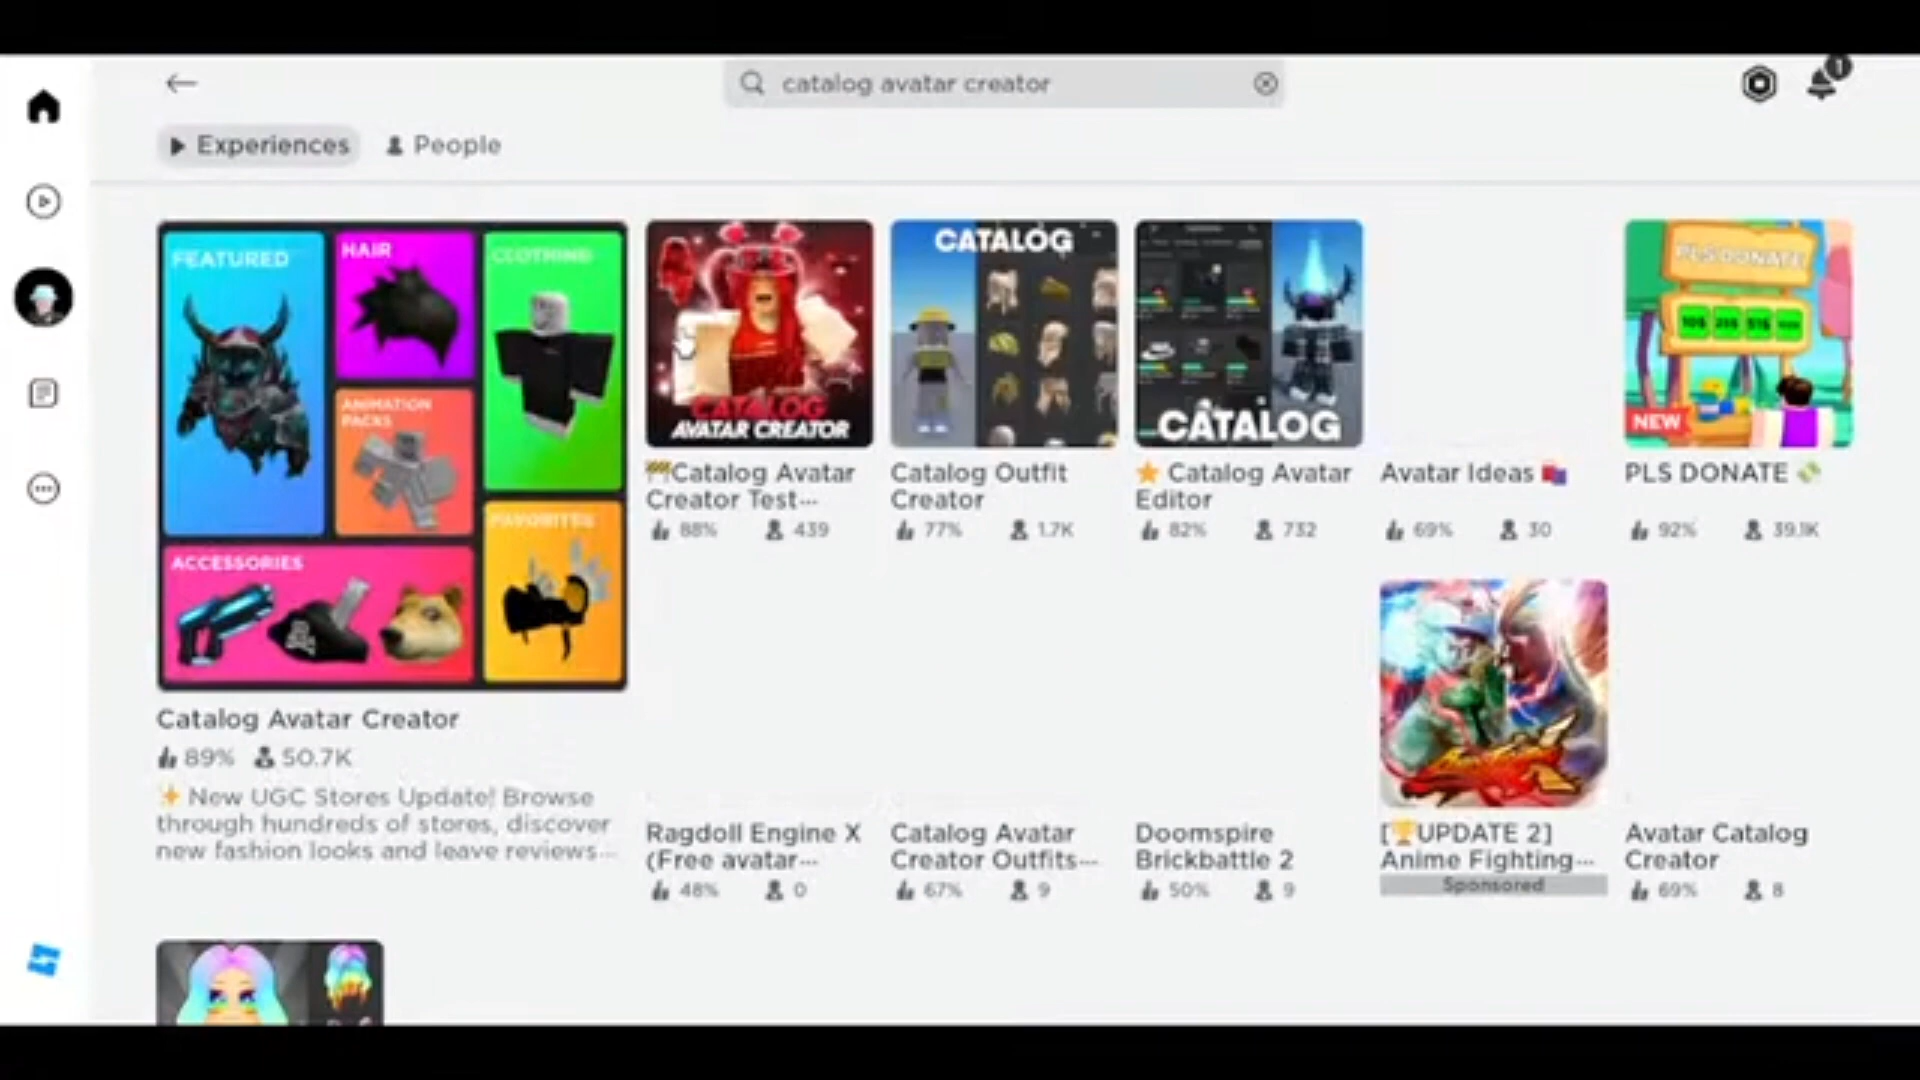 catalog avatar creator
1
Experiences
People
FEATURED
HAIR
CLOTHING
ANIMATION
PACKS
FAVORITES
ACCESSORIES
Catalog Avatar Creator
89% 50.7K
New UGC Stores Update! Browse
through hundreds of stores, discover
new fashion looks and leave reviews...
CATALOG
AVATAR CREATOR
Catalog Avatar
Creator Test...
88% 439
CATALOG
Catalog Outfit
Creator
77% 1.7K
CATALOG
Catalog Avatar
Editor
82% 732
Avatar Ideas
69% 30
PLS DONATE!
NEW
PLS DONATE
92% 39.1K
Ragdoll Engine X
(Free avatar...
48% 0
Catalog Avatar
Creator Outfits...
67% 9
Doomspire
Brickbattle 2
50% 9
[🏆UPDATE 2]
Anime Fighting...
Sponsored
Avatar Catalog
Creator
69% 8